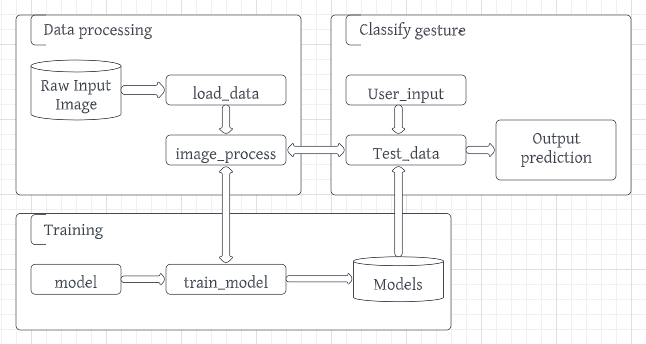 Data processing
Raw Input
Image
load_data
image_process
Classify gesture
User_input
Test_data
Output
prediction
Training
model
train_model
Models